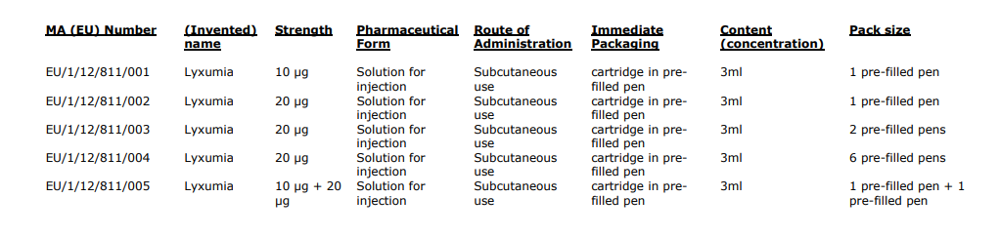 MA (EU) Number (Invented) Strength Pharmaceutical Route of Immediate Content Pack size
name Form Administration Packaging (concentration)
EU/1/12/811/001 Lyxumia 10 µg Solution for Subcutaneous cartridge in pre- 3ml 1 pre-filled pen
injection use filled pen
EU/1/12/811/002 Lyxumia 20 µg Solution for Subcutaneous cartridge in pre- 3ml 1 pre-filled pen
injection use filled pen
EU/1/12/811/003 Lyxumia 20 µg Solution for Subcutaneous cartridge in pre- 3ml 2 pre-filled pens
injection use filled pen
EU/1/12/811/004 Lyxumia 20 µg Solution for Subcutaneous cartridge in pre- 3ml 6 pre-filled pens
injection use filled pen
EU/1/12/811/005 Lyxumia 10 µg + 20 Solution for Subcutaneous cartridge in pre- 3ml 1 pre-filled pen + 1
µg injection use filled pen pre-filled pen